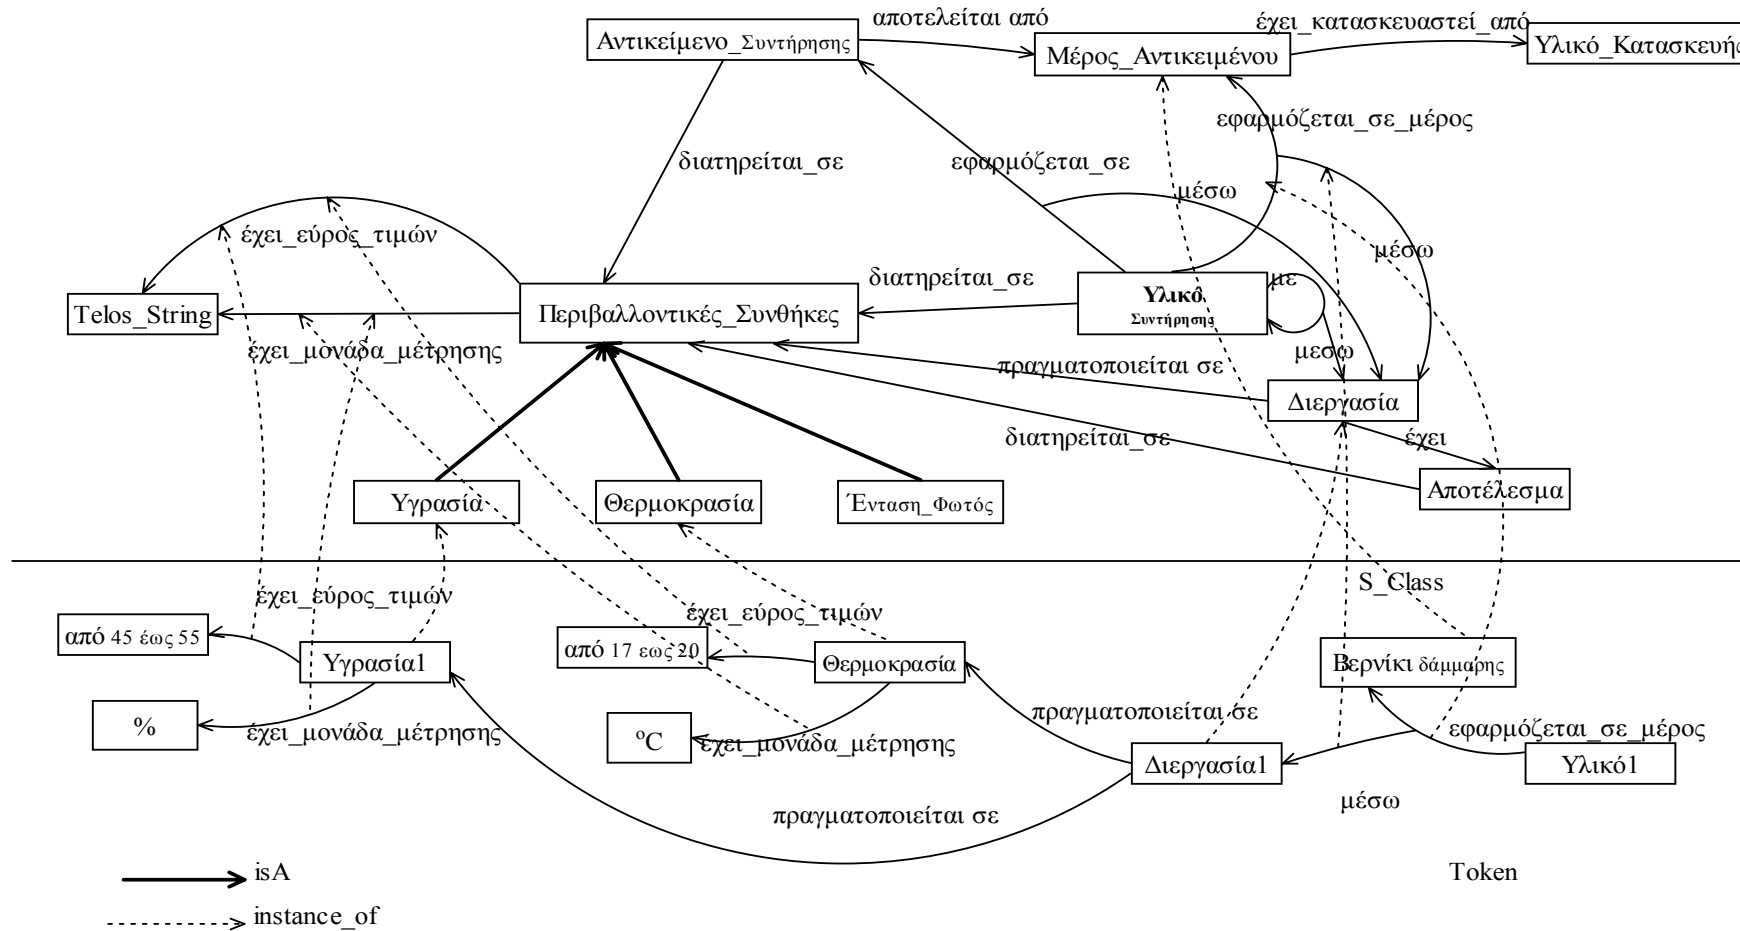 αποτελείται από
έχει_κατασκευαστεί_από
Αντικείμενο_Συντήρησης
Μέρος_Αντικειμένου
Υλικό_Κατασκευής
εφαρμόζεται_σε_μέρος
διατηρείται_σε
εφαρμόζεται_σε
μέσω
έχει_εύρος_τιμών
μέσω
διατηρείται_σε
με
Telos_String
Περιβαλλοντικές_Συνθήκες
Υλικό
Συντήρησης
έχει_μονάδα_μέτρησης
μεσω
πραγματοποιείται σε
Διεργασία
διατηρείται_σε
έχει
Υγρασία
Θερμοκρασία
Ένταση_Φωτός
Αποτέλεσμα
S_Class
έχει_εύρος_τιμών
έχει_εύρος_τιμών
από 45 έως 55
Υγρασία1
από 17 εως 20
Θερμοκρασία
Βερνίκι δάμμαρης
%
έχει_μονάδα_μέτρησης
ºC
έχει_μονάδα_μέτρησης
πραγματοποιείται σε
εφαρμόζεται_σε_μέρος
Διεργασία1
Υλικό1
μέσω
πραγματοποιείται σε
isA
Token
instance_of